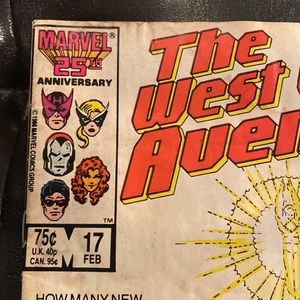 MARVEL®
25TH
ANNIVERSARY
© 1986 MARVEL COMICS GROUP
TM
75¢
U.K. 40p
CAN. 95¢
17
FEB
The
West
Aven
HOW MANY NEW